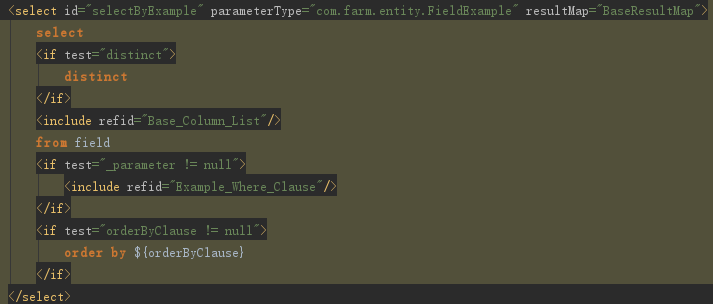 <select id="selectByExample" parameterType="com.farm.entity.FieldExample" resultMap="BaseResultMap">
select
<if test="distinct">
distinct
</if>
<include refid="Base_Column_List"/>
from field
<if test="_parameter != null">
<include refid="Example_Where_Clause"/>
</if>
<if test="orderByClause != null">
order by ${orderByClause}
</if>
</select>